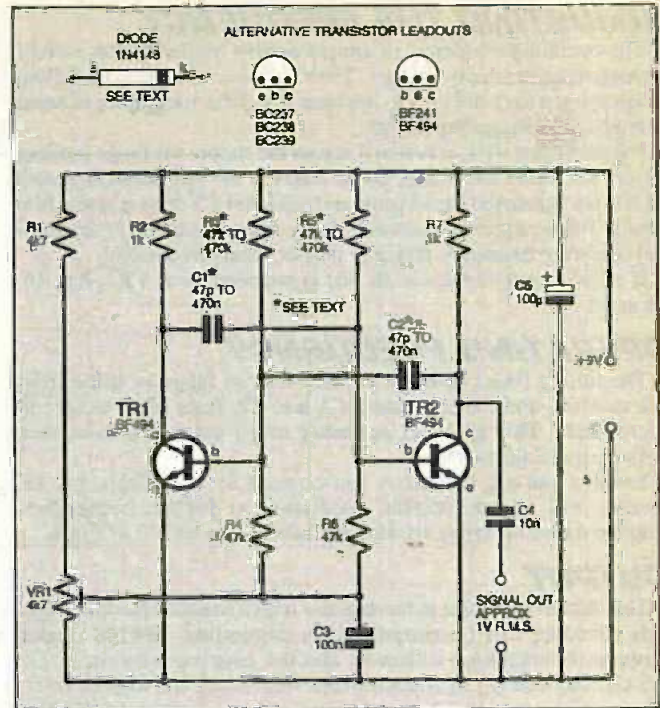 DIODE
1N4148
SEE TEXT
ALTERNATIVE TRANSISTOR LEADOUTS
e b c
BC237
BC238
BC239
BF241
BF494
R1
4k7
R2
1k
47k TO
470k
R5*
47k TO
470k
R7
1k
C1*
47p TO
470n
*SEE TEXT
C2*
47p TO
470n
C5
100µ
+
+9V
TR1
BF494
c
b
TR2
BF494
c
b
e
R4
47k
R6
47k
C4
10n
VR1
4k7
C3
100n
SIGNAL OUT
APPROX.
1V R.M.S.